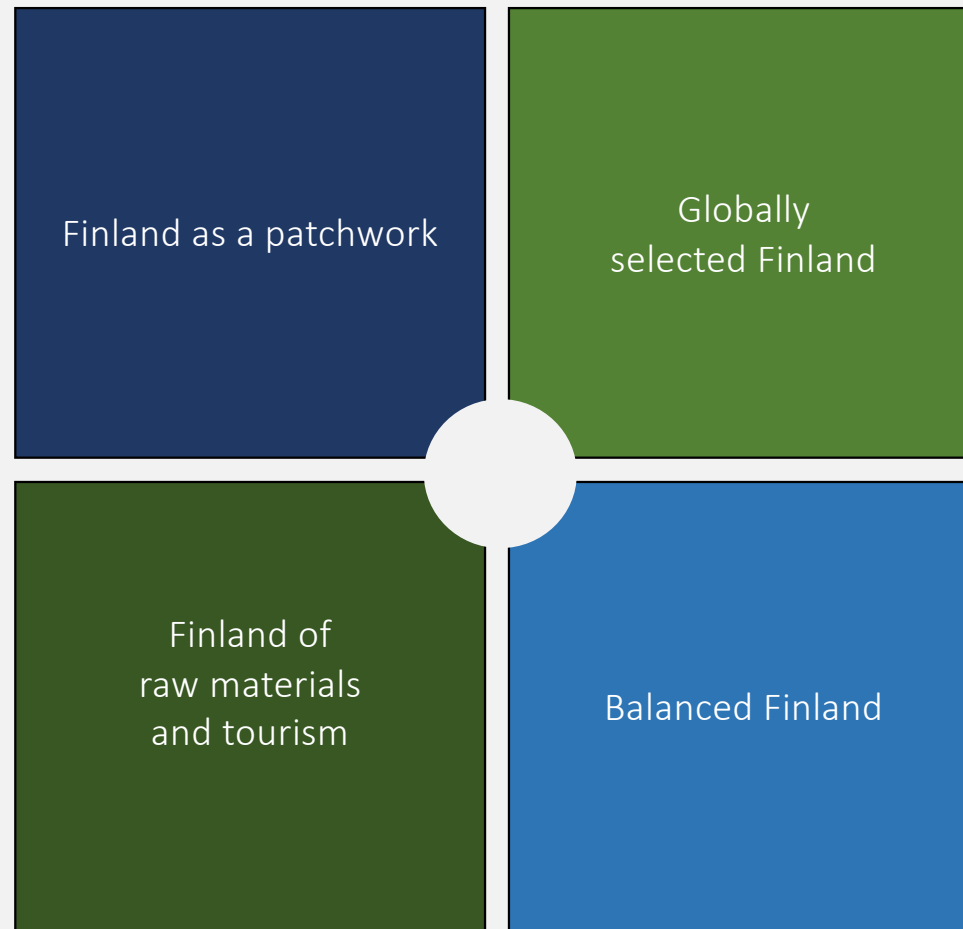 Finland as a patchwork
Globally
selected Finland
Finland of
raw materials
and tourism
Balanced Finland